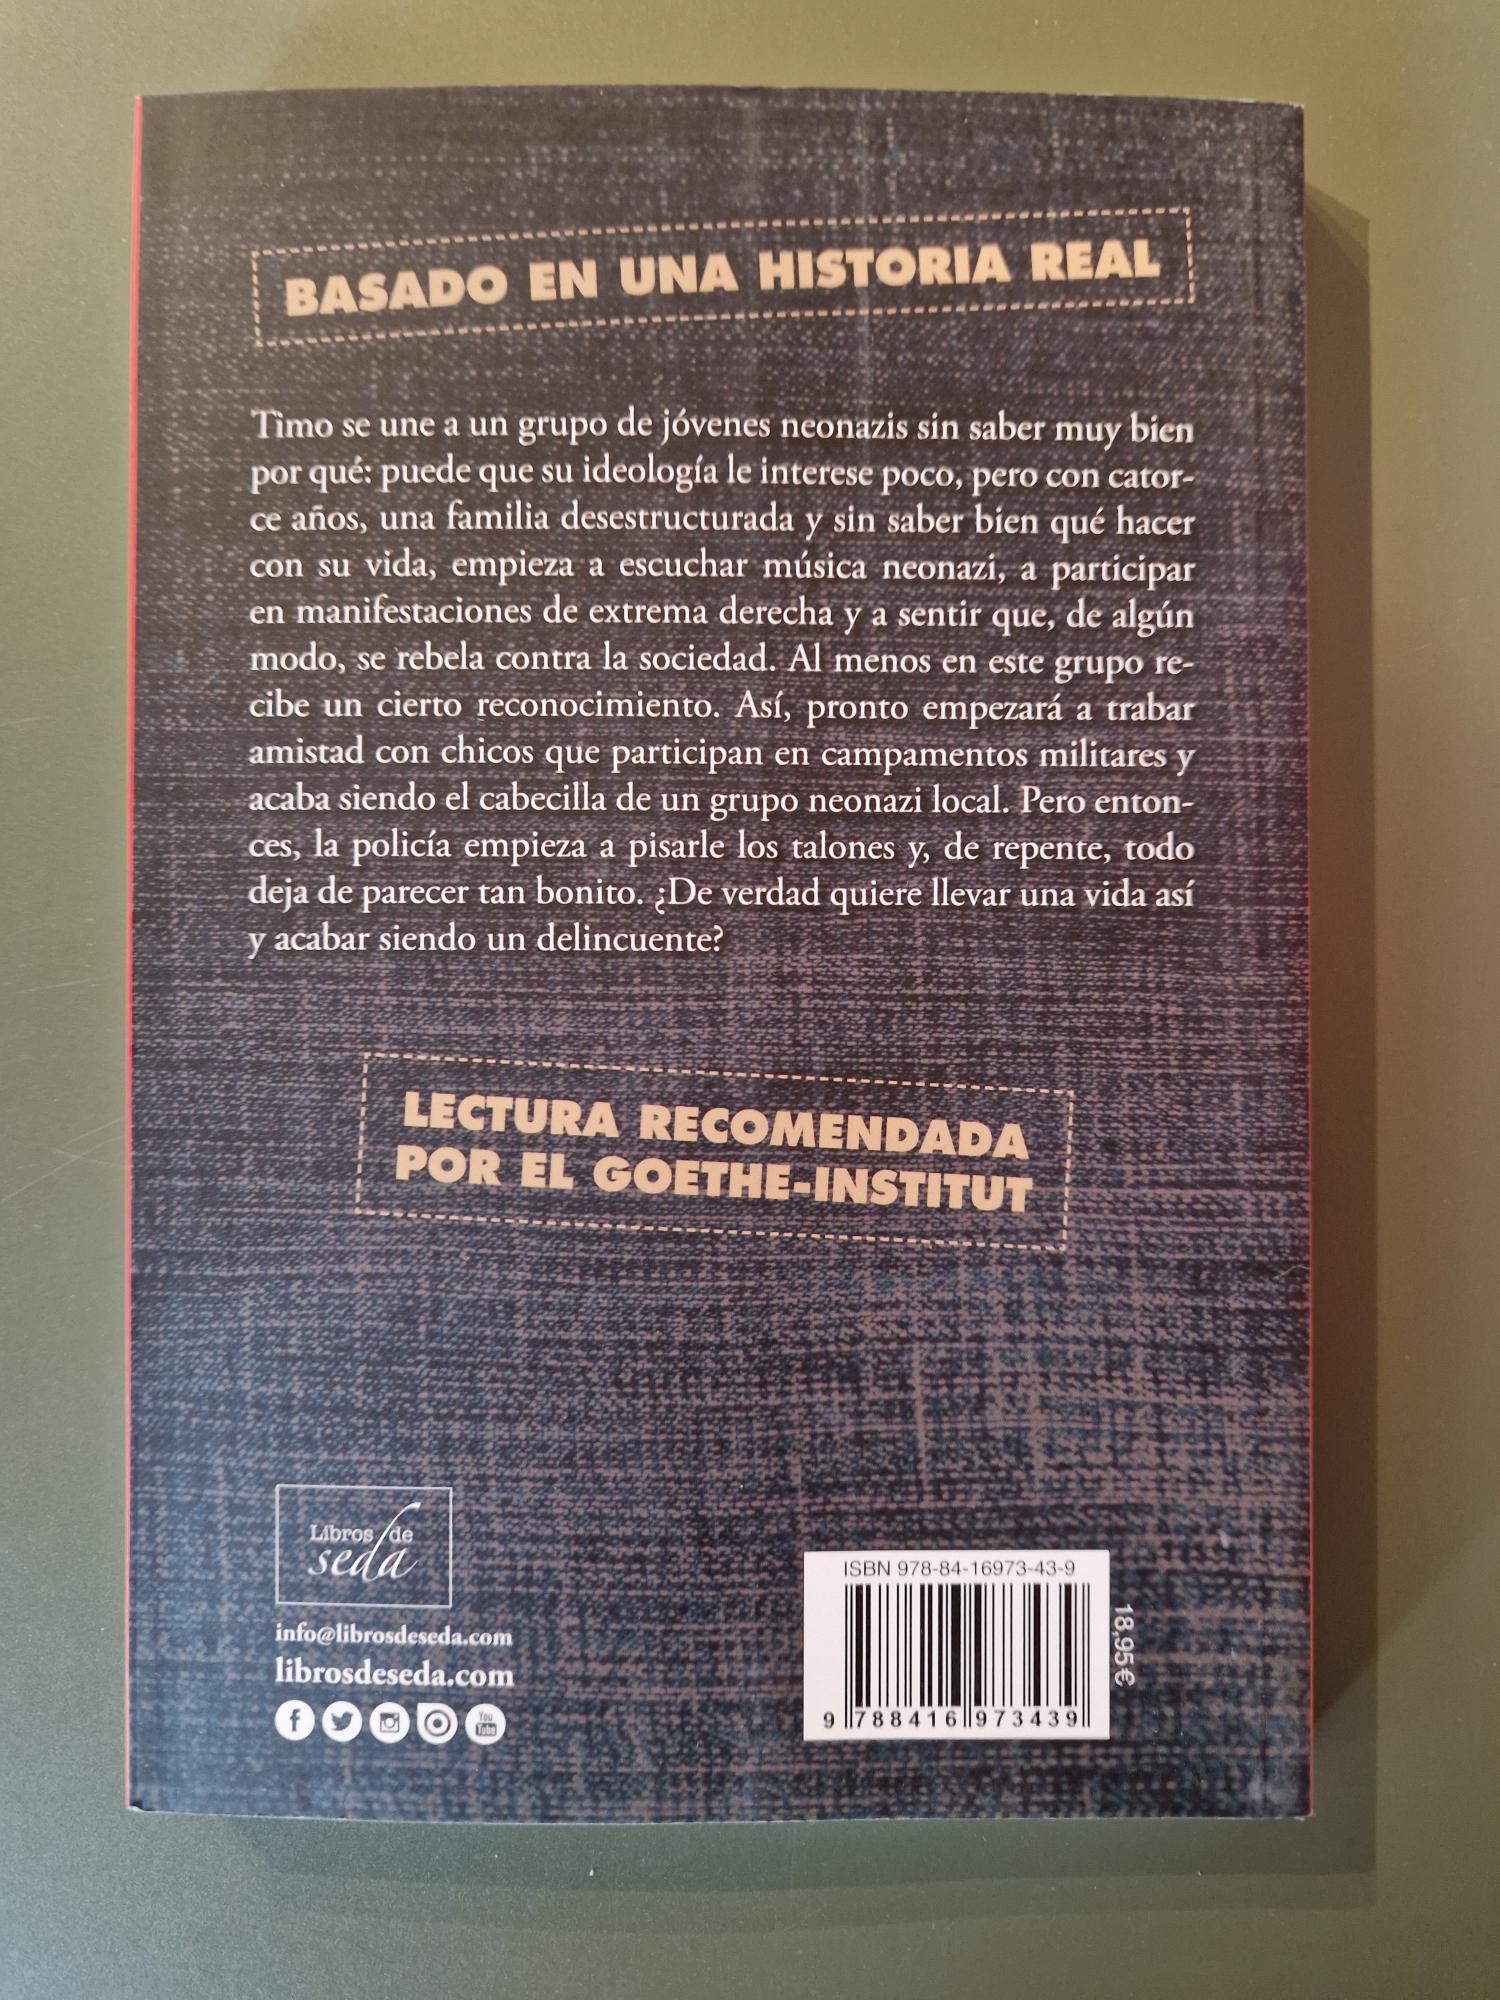 BASADO EN UNA HISTORIA REAL
Timo se une a un grupo de jóvenes neonazis sin saber muy bien
por qué: puede que su ideología le interese poco, pero con cator-
ce años, una familia desestructurada y sin saber bien qué hacer
con su vida, empieza a escuchar música neonazi, a participar
en manifestaciones de extrema derecha y a sentir que, de algún
modo, se rebela contra la sociedad. Al menos en este grupo re-
cibe un cierto reconocimiento. Así, pronto empezará a trabar
amistad con chicos que participan en campamentos militares y
acaba siendo el cabecilla de un grupo neonazi local. Pero enton-
ces, la policía empieza a pisarle los talones y, de repente, todo
deja de parecer tan bonito. ¿De verdad quiere llevar una vida así
y acabar siendo un delincuente?
LECTURA RECOMENDADA
POR EL GOETHE-INSTITUT
Libros de
seda
info@librosdeseda.com
librosdeseda.com
You
Tube
ISBN 978-84-16973-43-9
9 788416 973439
18,95€